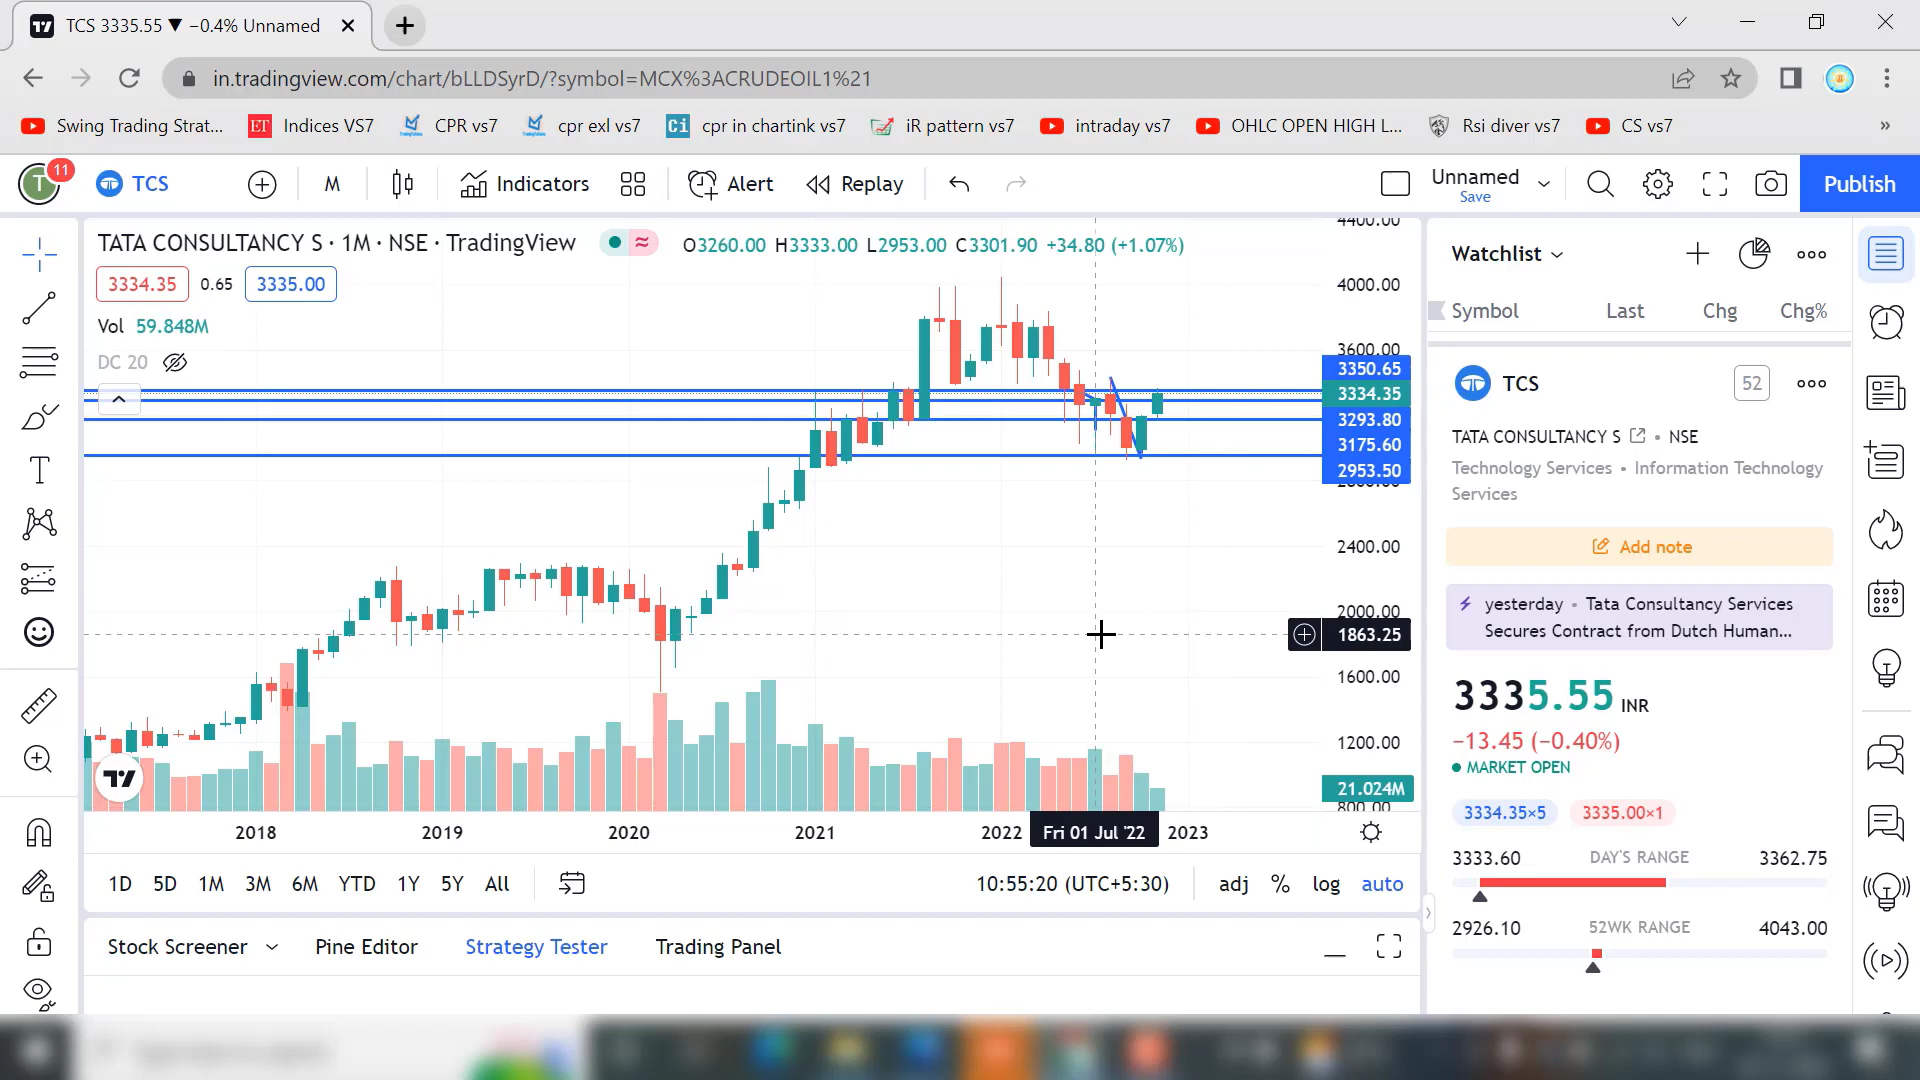 TCS 3335.55 ▼ −0.4% Unnamed
in.tradingview.com/chart/bLLDSyrD/?symbol=MCX%3ACRUDEOIL1%21
Swing Trading Strat...
ET Indices VS7
CPR vs7
cpr exl vs7
Ci cpr in chartink vs7
iR pattern vs7
intraday vs7
OHLC OPEN HIGH L...
Rsi diver vs7
CS vs7
T 11
TCS
M
Indicators
Alert
Replay
Unnamed
Save
Publish
TATA CONSULTANCY S · 1M · NSE · TradingView
O3260.00 H3333.00 L2953.00 C3301.90 +34.80 (+1.07%)
3334.35 0.65 3335.00
Vol 59.848M
DC 20
4400.00
4000.00
3600.00
3350.65
3334.35
3293.80
3175.60
2953.50
2400.00
2000.00
1863.25
1600.00
1200.00
21.024M
800.00
2018 2019 2020 2021 2022 Fri 01 Jul '22 2023
1D 5D 1M 3M 6M YTD 1Y 5Y All
10:55:20 (UTC+5:30) adj % log auto
Stock Screener Pine Editor Strategy Tester Trading Panel
Watchlist
Symbol Last Chg Chg%
TCS 52
TATA CONSULTANCY S • NSE
Technology Services • Information Technology
Services
Add note
yesterday • Tata Consultancy Services
Secures Contract from Dutch Human...
3335.55 INR
−13.45 (−0.40%)
MARKET OPEN
3334.35×5 3335.00×1
3333.60 DAY'S RANGE 3362.75
2926.10 52WK RANGE 4043.00